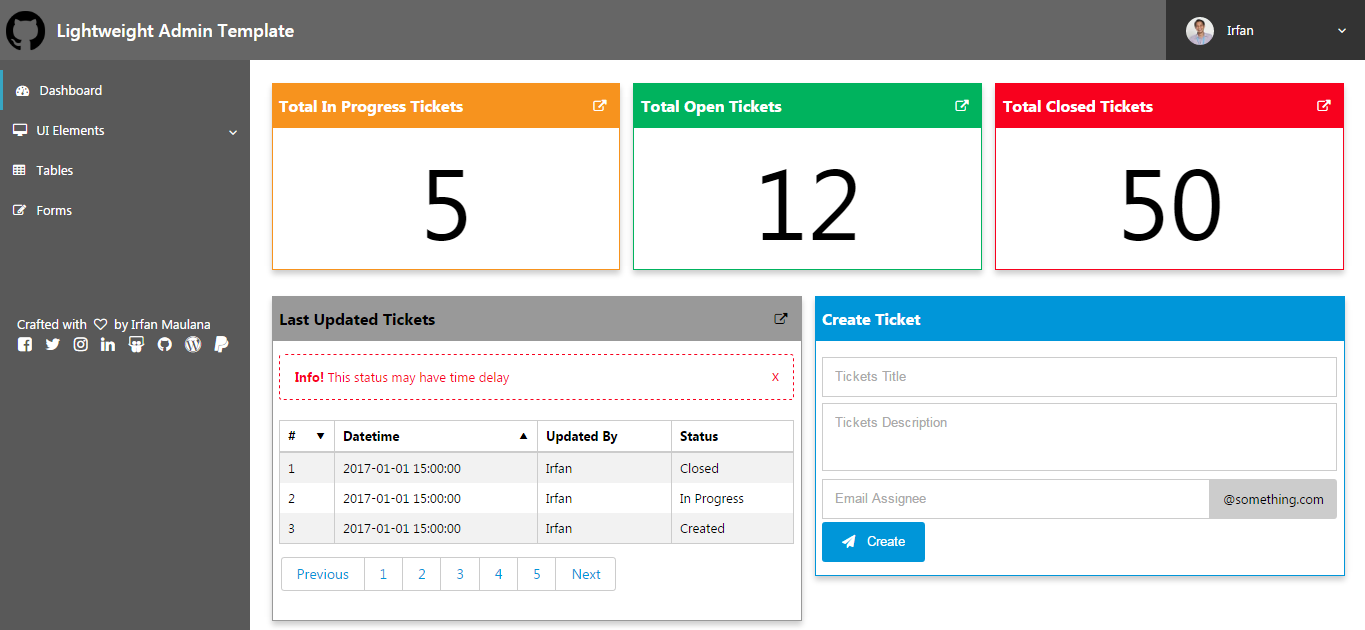 Lightweight Admin Template
Irfan
Dashboard
UI Elements
Tables
Forms
Crafted with ♡ by Irfan Maulana
Total In Progress Tickets
5
Total Open Tickets
12
Total Closed Tickets
50
Last Updated Tickets
Info! This status may have time delay x
# ▼ Datetime ▲ Updated By Status
1 2017-01-01 15:00:00 Irfan Closed
2 2017-01-01 15:00:00 Irfan In Progress
3 2017-01-01 15:00:00 Irfan Created
Previous 1 2 3 4 5 Next
Create Ticket
Tickets Title
Tickets Description
Email Assignee @something.com
Create